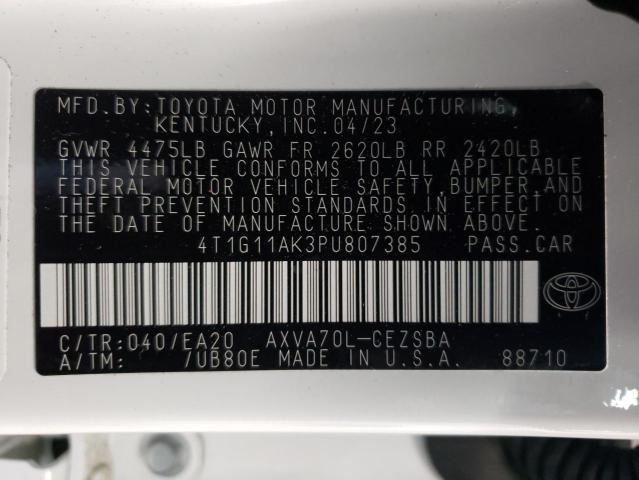 MFD.BY:TOYOTA MOTOR MANUFACTURING,
KENTUCKY,INC.04/23
GVWR 4475LB GAWR FR 2620LB RR 2420LB
THIS VEHICLE CONFORMS TO ALL APPLICABLE
FEDERAL MOTOR VEHICLE SAFETY,BUMPER,AND
THEFT PREVENTION STANDARDS IN EFFECT ON
THE DATE OF MANUFACTURE SHOWN ABOVE.
4T1G11AK3PU807385 PASS.CAR
C/TR:040/EA20 AXVA70L-CEZSBA
A/TM: /UB80E MADE IN U.S.A. 88710